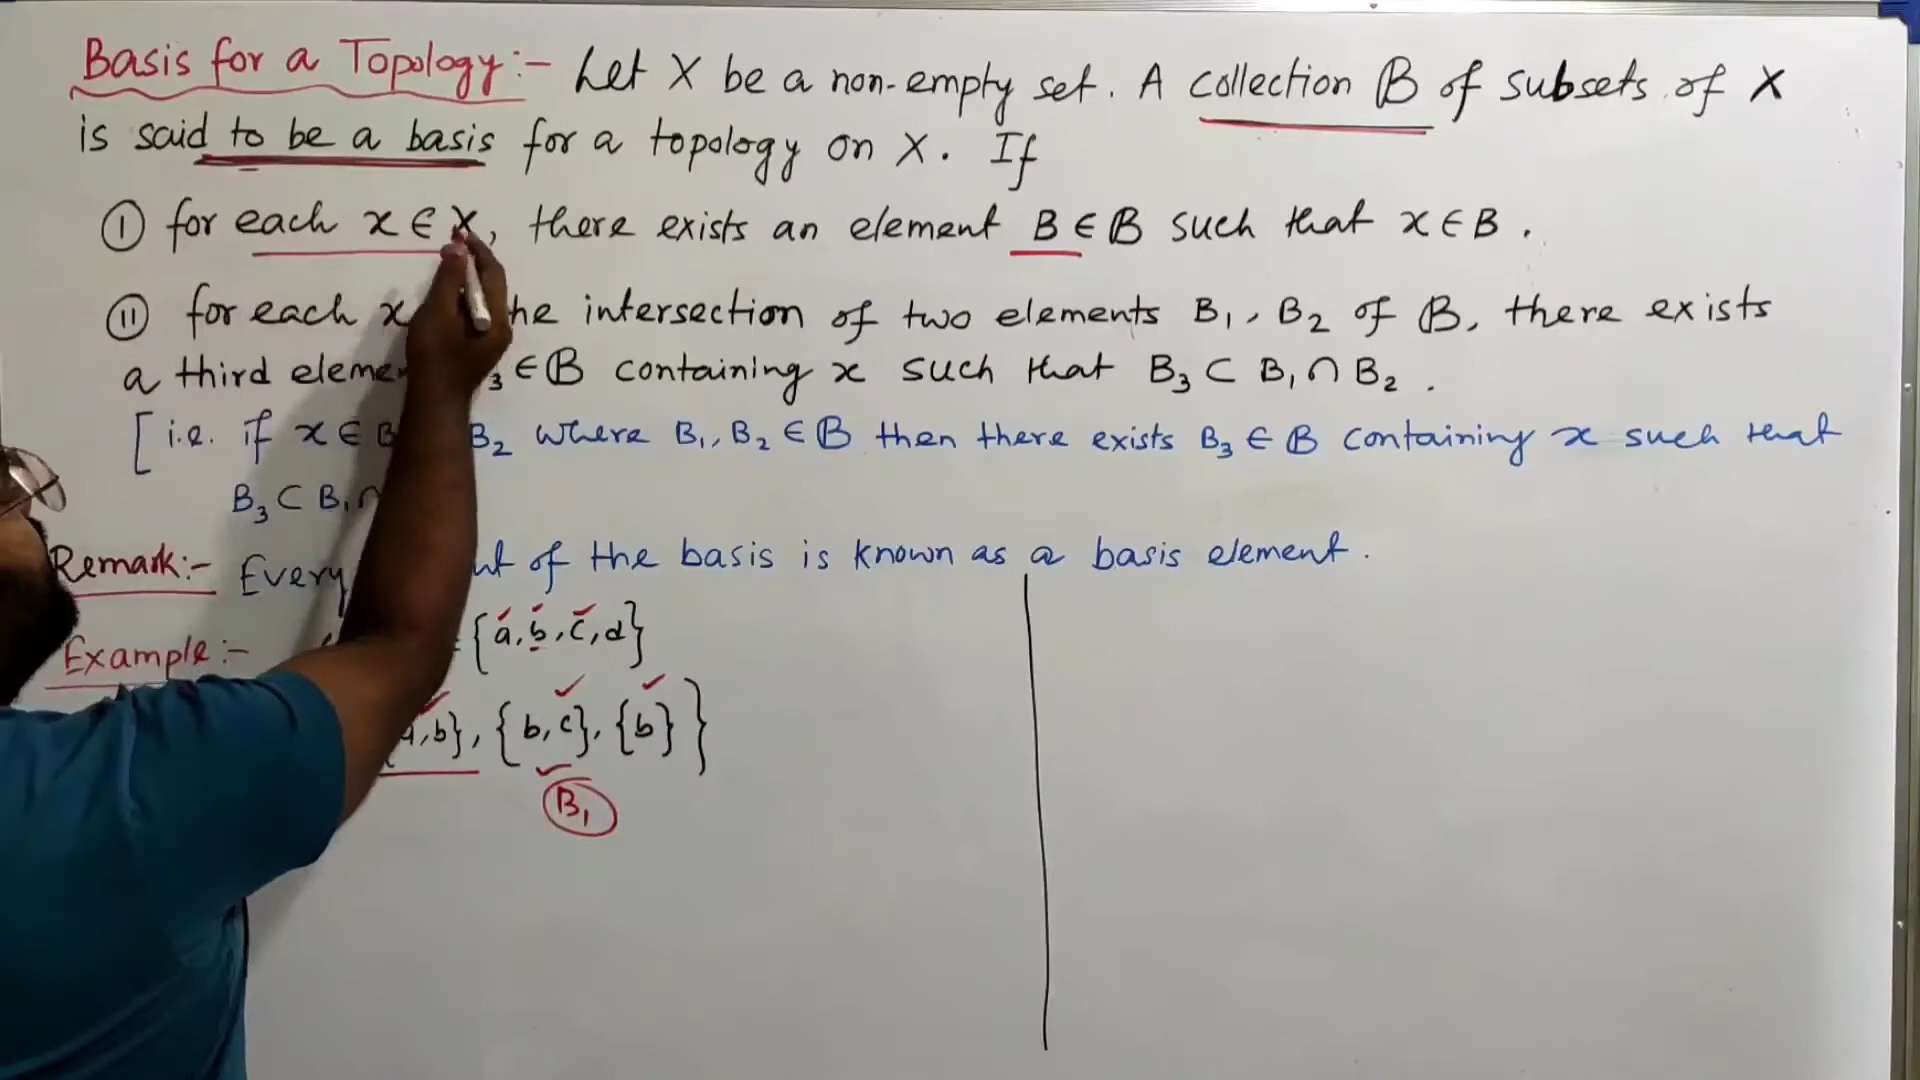 Basis for a Topology:- Let X be a non-empty set. A collection B of subsets of X
is said to be a basis for a topology on X. If
(I) for each x ∈ X, there exists an element B ∈ B such that x ∈ B.
(II) for each x he intersection of two elements B₁, B₂ of B, there exists
a third eleme ₃ ∈ B containing x such that B₃ ⊂ B₁ ∩ B₂.
[i.e. if x ∈ B B₂ where B₁, B₂ ∈ B then there exists B₃ ∈ B containing x such that
B₃ ⊂ B₁ ∩
Remark:- Every nt of the basis is known as a basis element.
Example:- = {a, b, c, d}
a, b}, {b, c}, {b}}
B₁